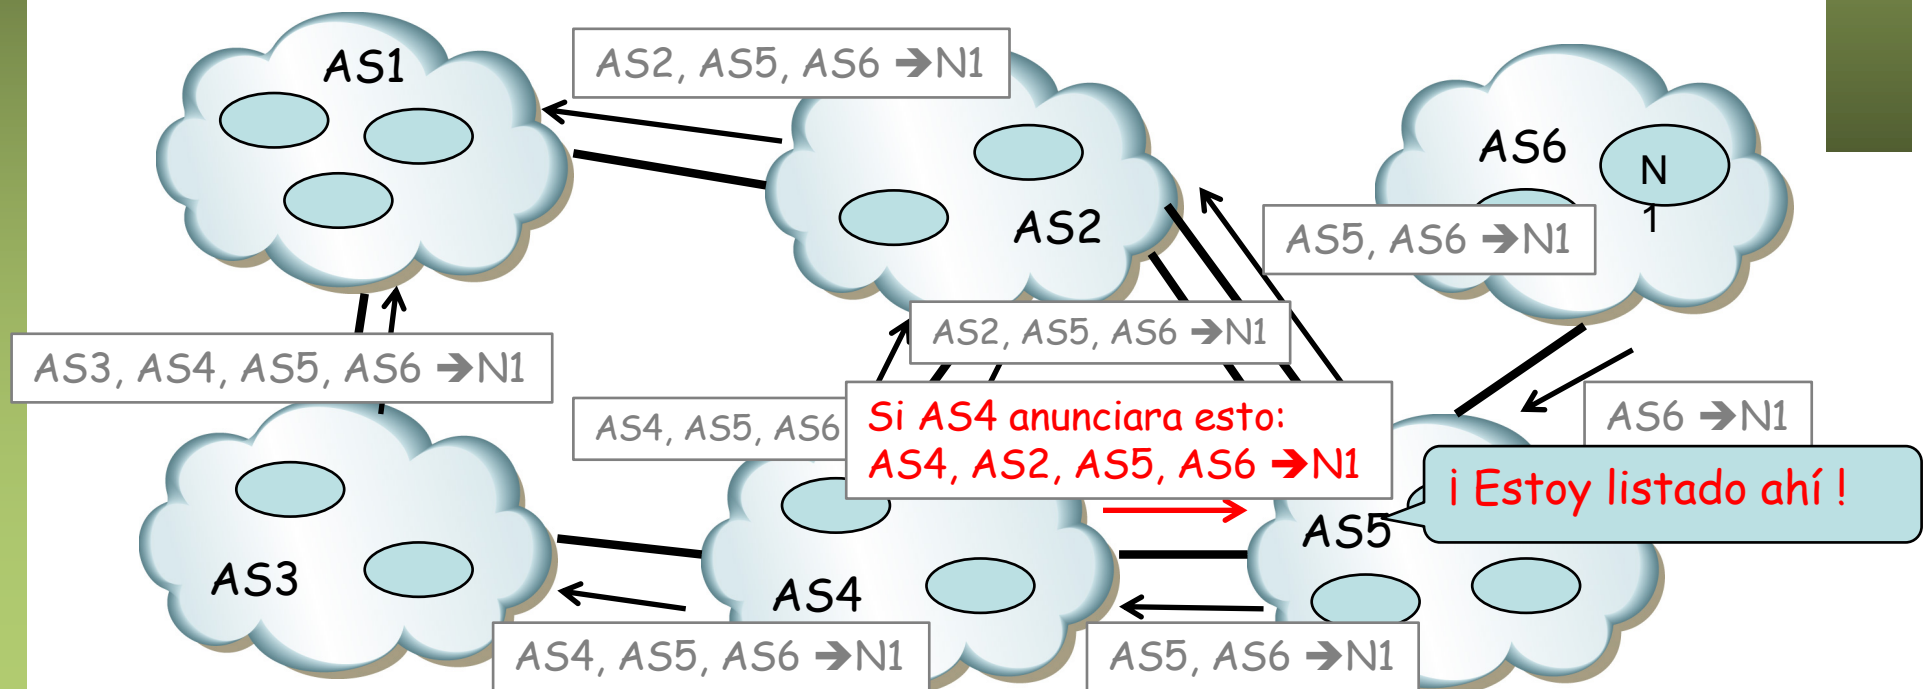 AS1
AS2, AS5, AS6 ➔N1
AS6
N
1
AS2
AS5, AS6 ➔N1
AS2, AS5, AS6 ➔N1
AS3, AS4, AS5, AS6 ➔N1
AS4, AS5, AS6
Si AS4 anunciara esto:
AS4, AS2, AS5, AS6 ➔N1
AS6 ➔N1
¡ Estoy listado ahí !
AS5
AS3
AS4
AS4, AS5, AS6 ➔N1
AS5, AS6 ➔N1